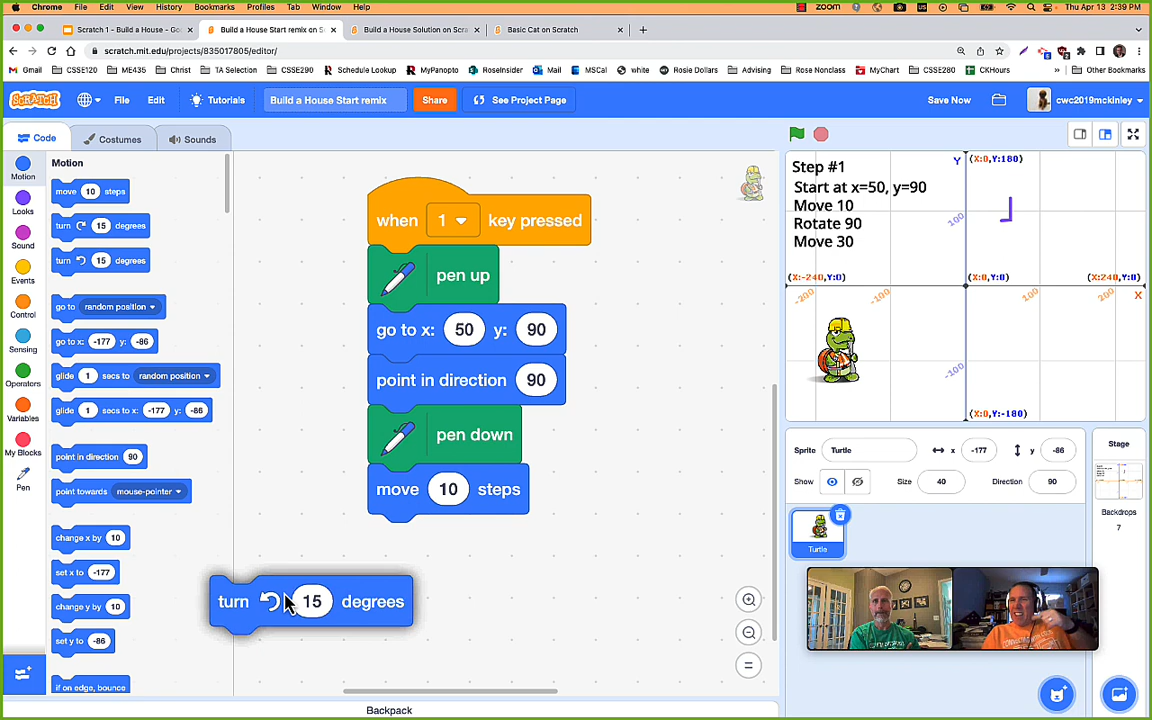 Chrome File Edit View History Bookmarks Profiles Tab Window Help zoom Thu Apr 13 2:39 PM
Scratch 1 - Build a House - Go Build a House Start remix on S Build a House Solution on Scra Basic Cat on Scratch
scratch.mit.edu/projects/835017805/editor/
Gmail CSSE120 ME435 Christ TA Selection CSSE290 Schedule Lookup MyPanopto RoseInsider Mail MSCal white Rosie Dollars Advising Rose Nonclass MyChart CSSE280 CKHours » Other Bookmarks
SCRATCH File Edit Tutorials Build a House Start remix Share See Project Page Save Now cwc2019mckinley
Code Costumes Sounds
Motion
Looks
Sound
Events
Control
Sensing
Operators
Variables
My Blocks
Pen
Motion
move 10 steps
turn 15 degrees
turn 15 degrees
go to random position
go to x: -177 y: -86
glide 1 secs to random position
glide 1 secs to x: -177 y: -86
point in direction 90
point towards mouse-pointer
change x by 10
set x to -177
change y by 10
set y to -86
if on edge, bounce
when 1 key pressed
pen up
go to x: 50 y: 90
point in direction 90
pen down
move 10 steps
turn 15 degrees
Backpack
Step #1
Start at x=50, y=90
Move 10
Rotate 90
Move 30
Y (X:0,Y:180)
100
(X:-240,Y:0) (X:0,Y:0) (X:240,Y:0)
-200 -100 100 200 X
-100
(X:0,Y:-180)
Sprite Turtle x -177 y -86
Show Size 40 Direction 90
Turtle
Stage
Backdrops
7